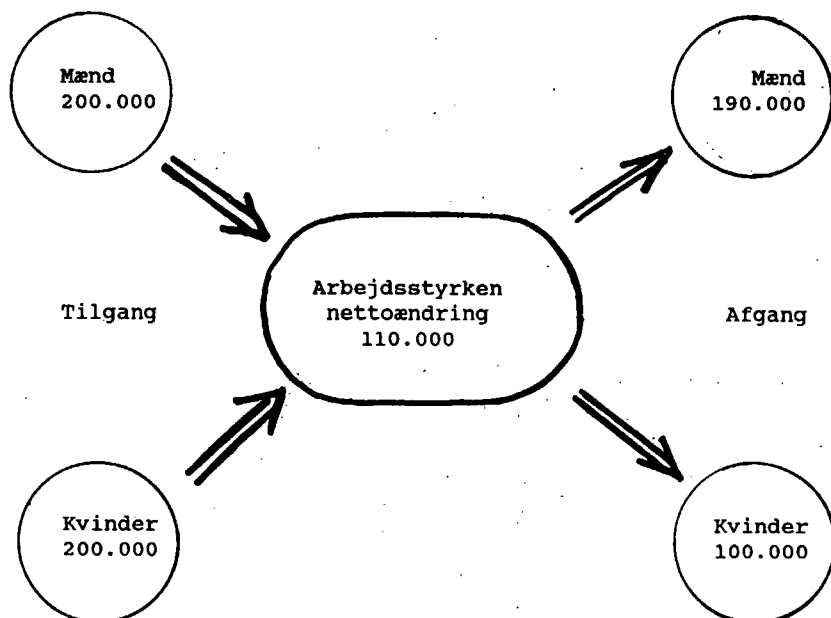 Mænd
200.000
Mænd
190.000
Tilgang
Arbejdsstyrken
nettoændring
110.000
Afgang
Kvinder
200.000
Kvinder
100.000